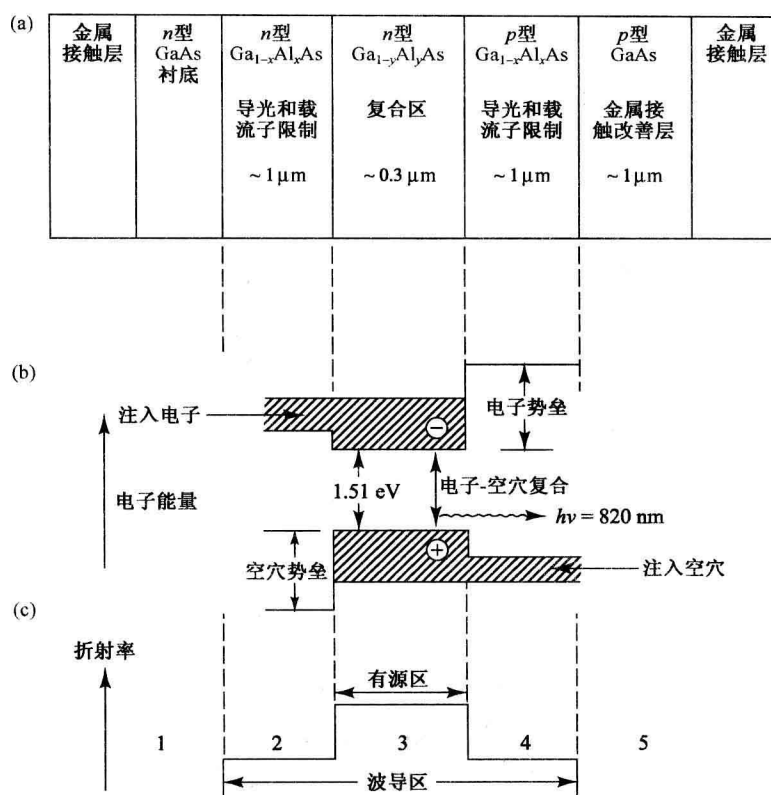 (a)
金属
接触层
n型
GaAs
衬底
n型
Ga₁₋ₓAlₓAs
导光和载
流子限制
~ 1 μm
n型
Ga₁₋yAlyAs
复合区
~ 0.3 μm
p型
Ga₁₋ₓAlₓAs
导光和载
流子限制
~ 1 μm
p型
GaAs
金属接
触改善层
~ 1 μm
金属
接触层
(b)
注入电子
−
电子势垒
电子能量
1.51 eV
电子-空穴复合
hν = 820 nm
空穴势垒
+
注入空穴
(c)
折射率
有源区
1
2
3
4
5
波导区